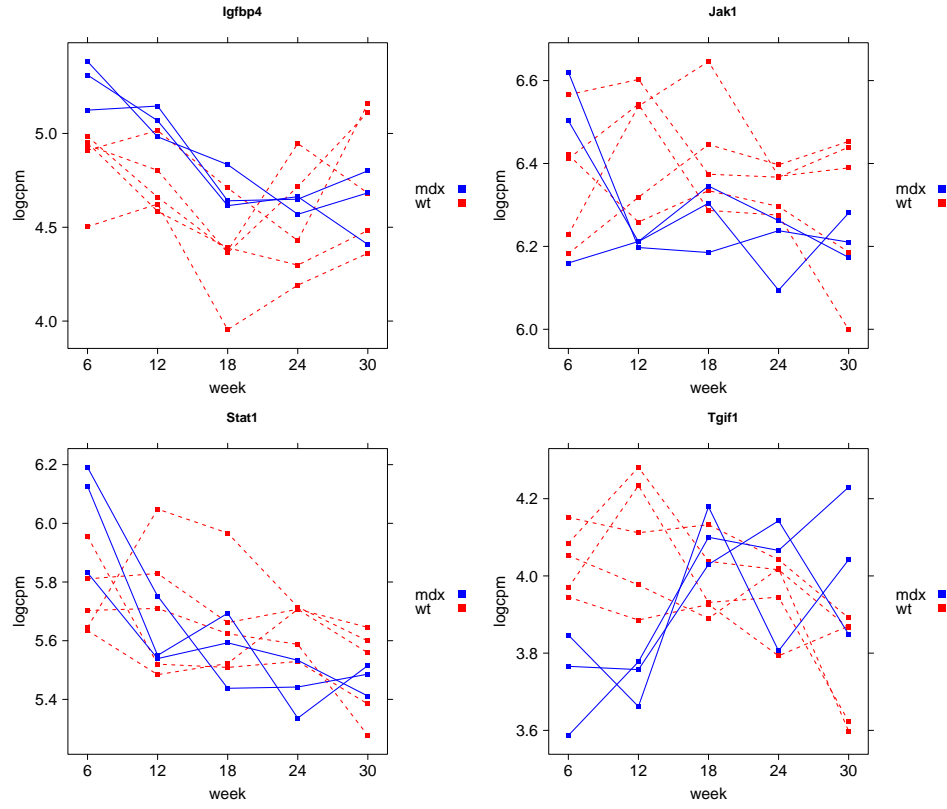 Igfbp4
logcpm
5.0
4.5
4.0
6 12 18 24 30
week
mdx
wt
Jak1
logcpm
6.6
6.4
6.2
6.0
6 12 18 24 30
week
mdx
wt
Stat1
logcpm
6.2
6.0
5.8
5.6
5.4
6 12 18 24 30
week
mdx
wt
Tgif1
logcpm
4.2
4.0
3.8
3.6
6 12 18 24 30
week
mdx
wt